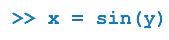 >> x = sin(y)